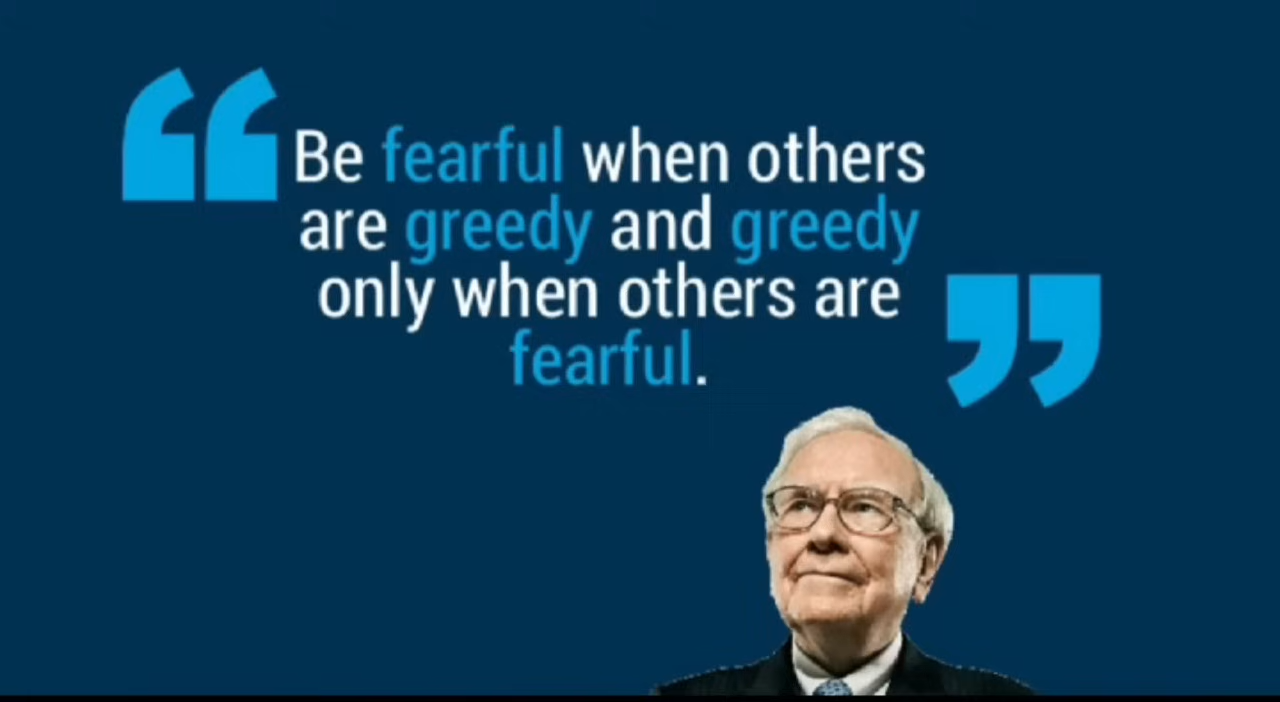 “Be fearful when others
are greedy and greedy
only when others are
fearful.”